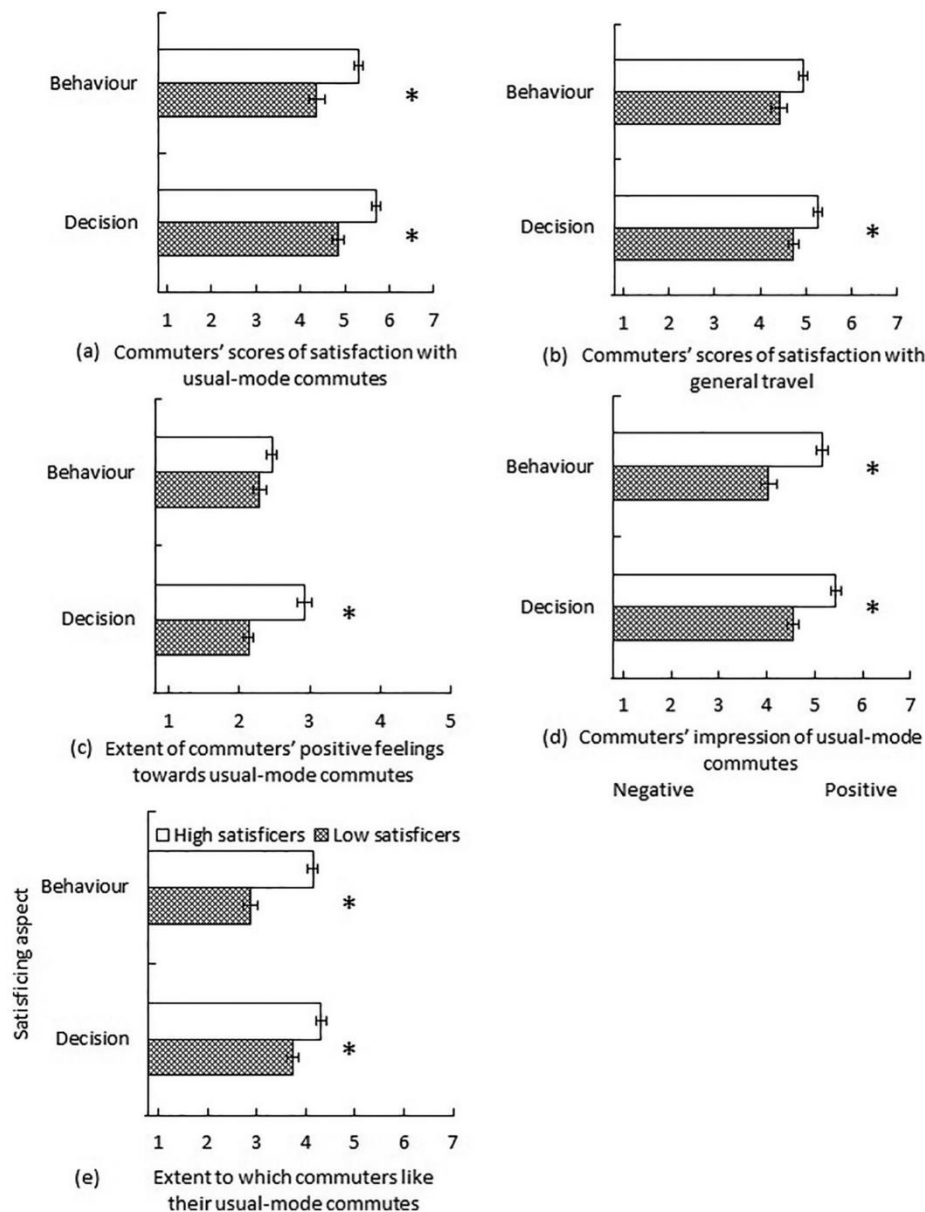 Behaviour
*
Decision
*
1 2 3 4 5 6 7
(a) Commuters' scores of satisfaction with
usual-mode commutes
Behaviour
Decision
*
1 2 3 4 5 6 7
(b) Commuters' scores of satisfaction with
general travel
Behaviour
Decision
*
1 2 3 4 5
(c) Extent of commuters' positive feelings
towards usual-mode commutes
Behaviour
*
Decision
*
1 2 3 4 5 6 7
(d) Commuters' impression of usual-mode
commutes
Negative Positive
High satisficers Low satisficers
Behaviour
*
Satisficing aspect
Decision
*
1 2 3 4 5 6 7
(e) Extent to which commuters like
their usual-mode commutes